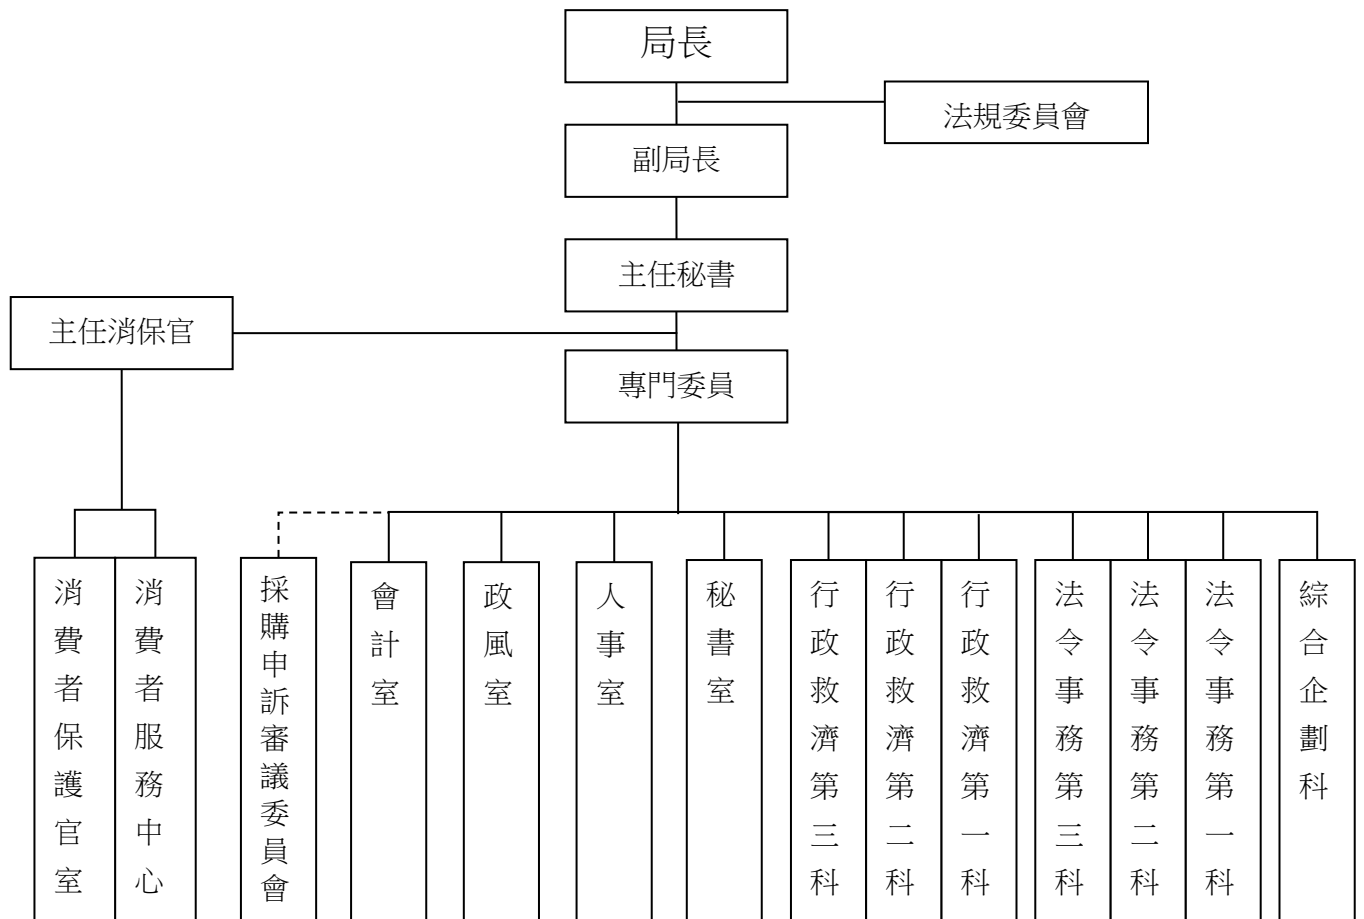 局長
法規委員會
副局長
主任秘書
主任消保官
專門委員
消費者保護官室
消費者服務中心
採購申訴審議委員會
會計室
政風室
人事室
秘書室
行政救濟第三科
行政救濟第二科
行政救濟第一科
法令事務第三科
法令事務第二科
法令事務第一科
綜合企劃科